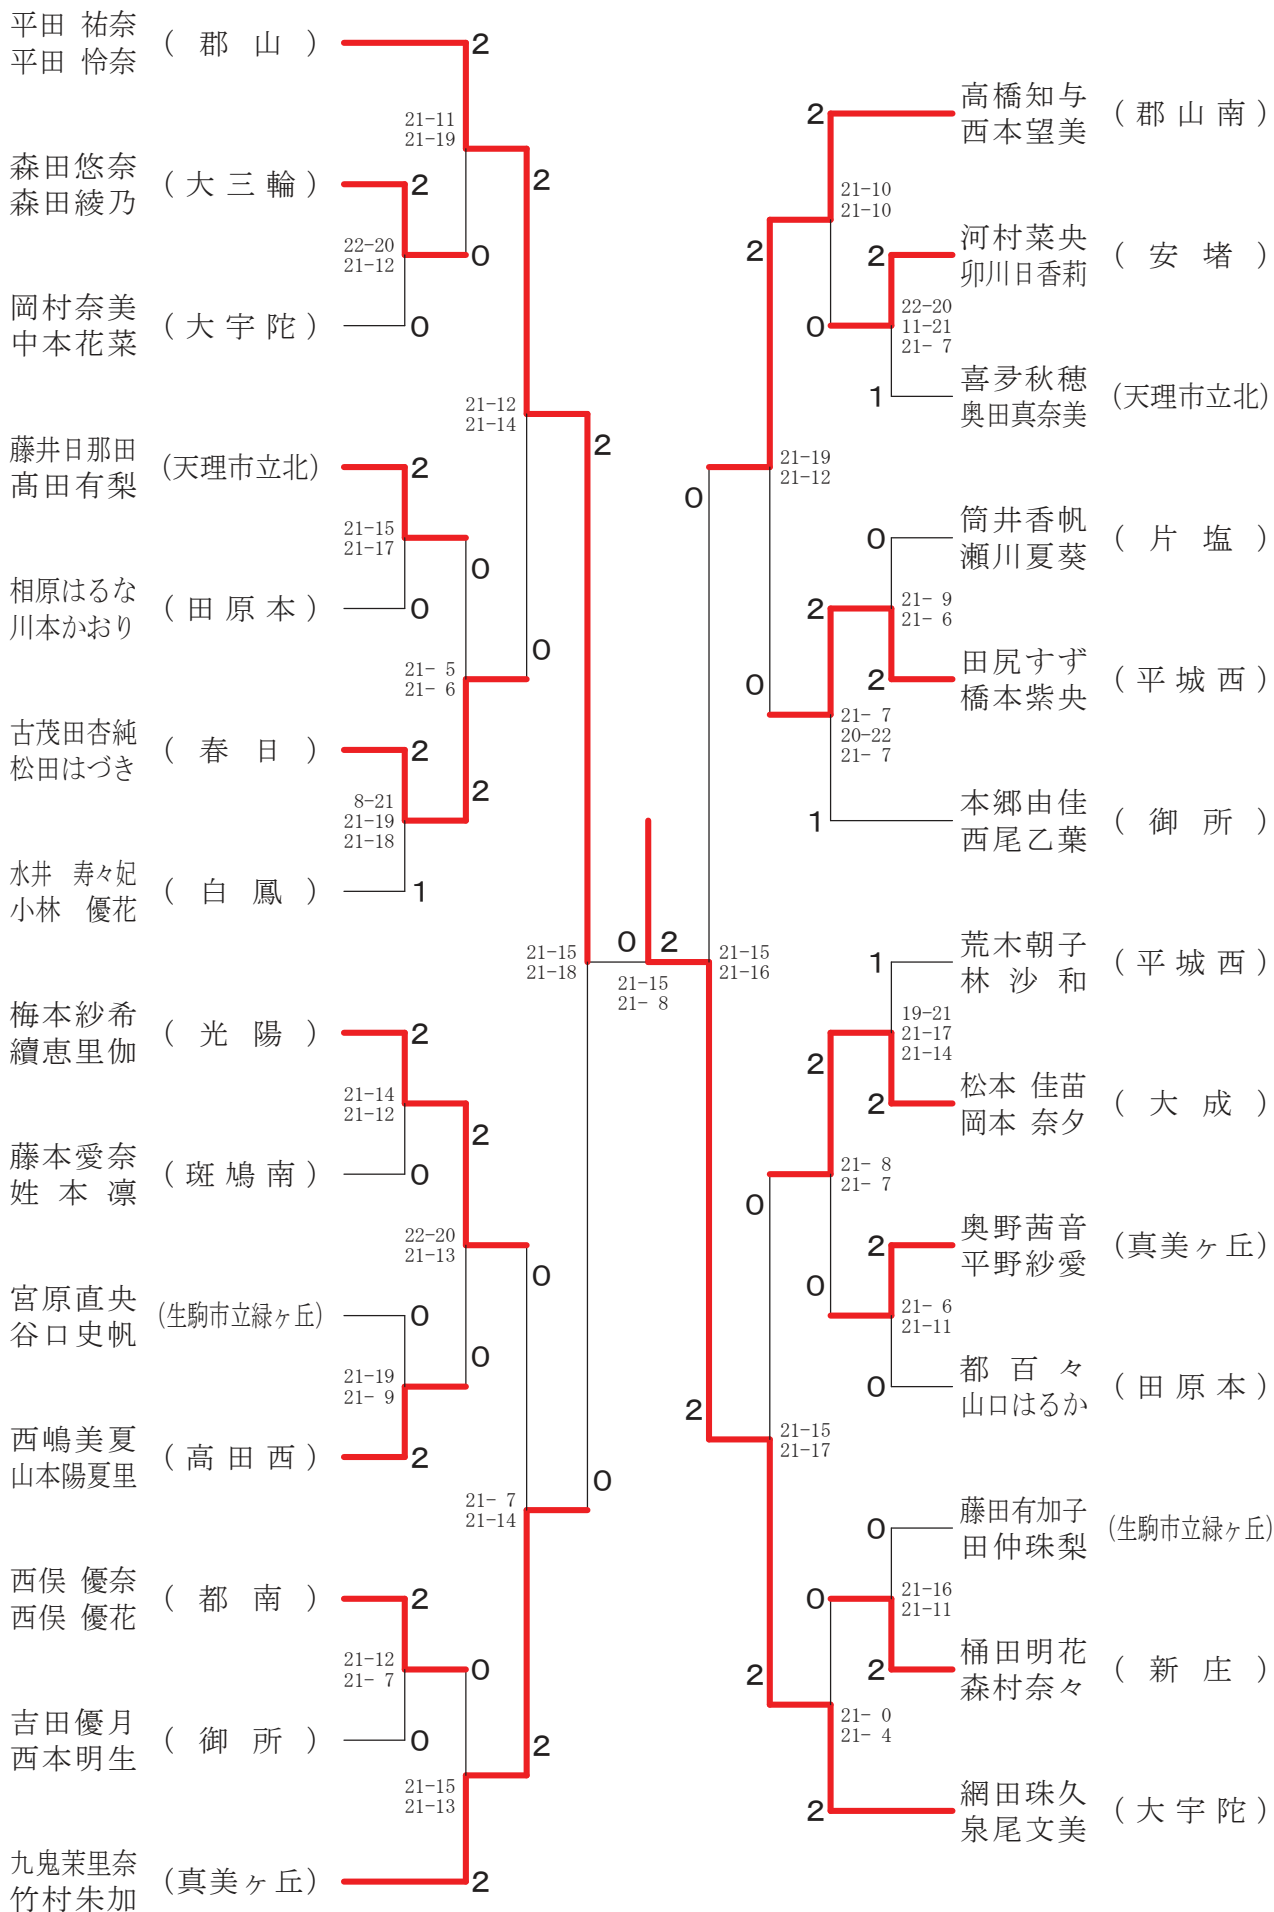 平田 祐奈
平田 怜奈
( 郡 山 )
2
21-11
21-19
森田悠奈
森田綾乃
( 大 三 輪 )
2
2
22-20
21-12
0
岡村奈美
中本花菜
( 大 宇 陀 )
0
21-12
21-14
2
藤井日那田
髙田有梨
(天理市立北)
2
21-15
21-17
0
相原はるな
川本かおり
( 田 原 本 )
0
0
21- 5
21- 6
古茂田杏純
松田はづき
( 春 日 )
2
2
8-21
21-19
21-18
水井 寿々妃
小林 優花
( 白 鳳 )
1
21-15
21-18
梅本紗希
續恵里伽
( 光 陽 )
2
21-14
21-12
2
藤本愛奈
姓 本 凛
( 斑 鳩 南 )
0
22-20
21-13
0
宮原直央
谷口史帆
(生駒市立緑ヶ丘)
0
0
21-19
21- 9
西嶋美夏
山本陽夏里
( 高 田 西 )
2
21- 7
21-14
0
西俣 優奈
西俣 優花
( 都 南 )
2
21-12
21- 7
0
吉田優月
西本明生
( 御 所 )
0
2
21-15
21-13
九鬼茉里奈
竹村朱加
(真美ヶ丘)
2
0
2
21-15
21- 8
2
高橋知与
西本望美
( 郡 山 南 )
21-10
21-10
2
2
河村菜央
卯川日香莉
( 安 堵 )
0
22-20
11-21
21- 7
1
喜多秋穂
奥田真奈美
(天理市立北)
0
21-19
21-12
0
筒井香帆
瀬川夏葵
( 片 塩 )
2
21- 9
21- 6
0
2
田尻すず
橋本紫央
( 平 城 西 )
21- 7
20-22
21- 7
1
本郷由佳
西尾乙葉
( 御 所 )
21-15
21-16
1
荒木朝子
林 沙 和
( 平 城 西 )
19-21
21-17
21-14
2
2
松本 佳苗
岡本 奈夕
( 大 成 )
21- 8
21- 7
0
2
奥野茜音
平野紗愛
(真美ヶ丘)
0
21- 6
21-11
0
都 百 々
山口はるか
( 田 原 本 )
2
21-15
21-17
0
藤田有加子
田仲珠梨
(生駒市立緑ヶ丘)
0
21-16
21-11
2
2
桶田明花
森村奈々
( 新 庄 )
21- 0
21- 4
2
網田珠久
泉尾文美
( 大 宇 陀 )